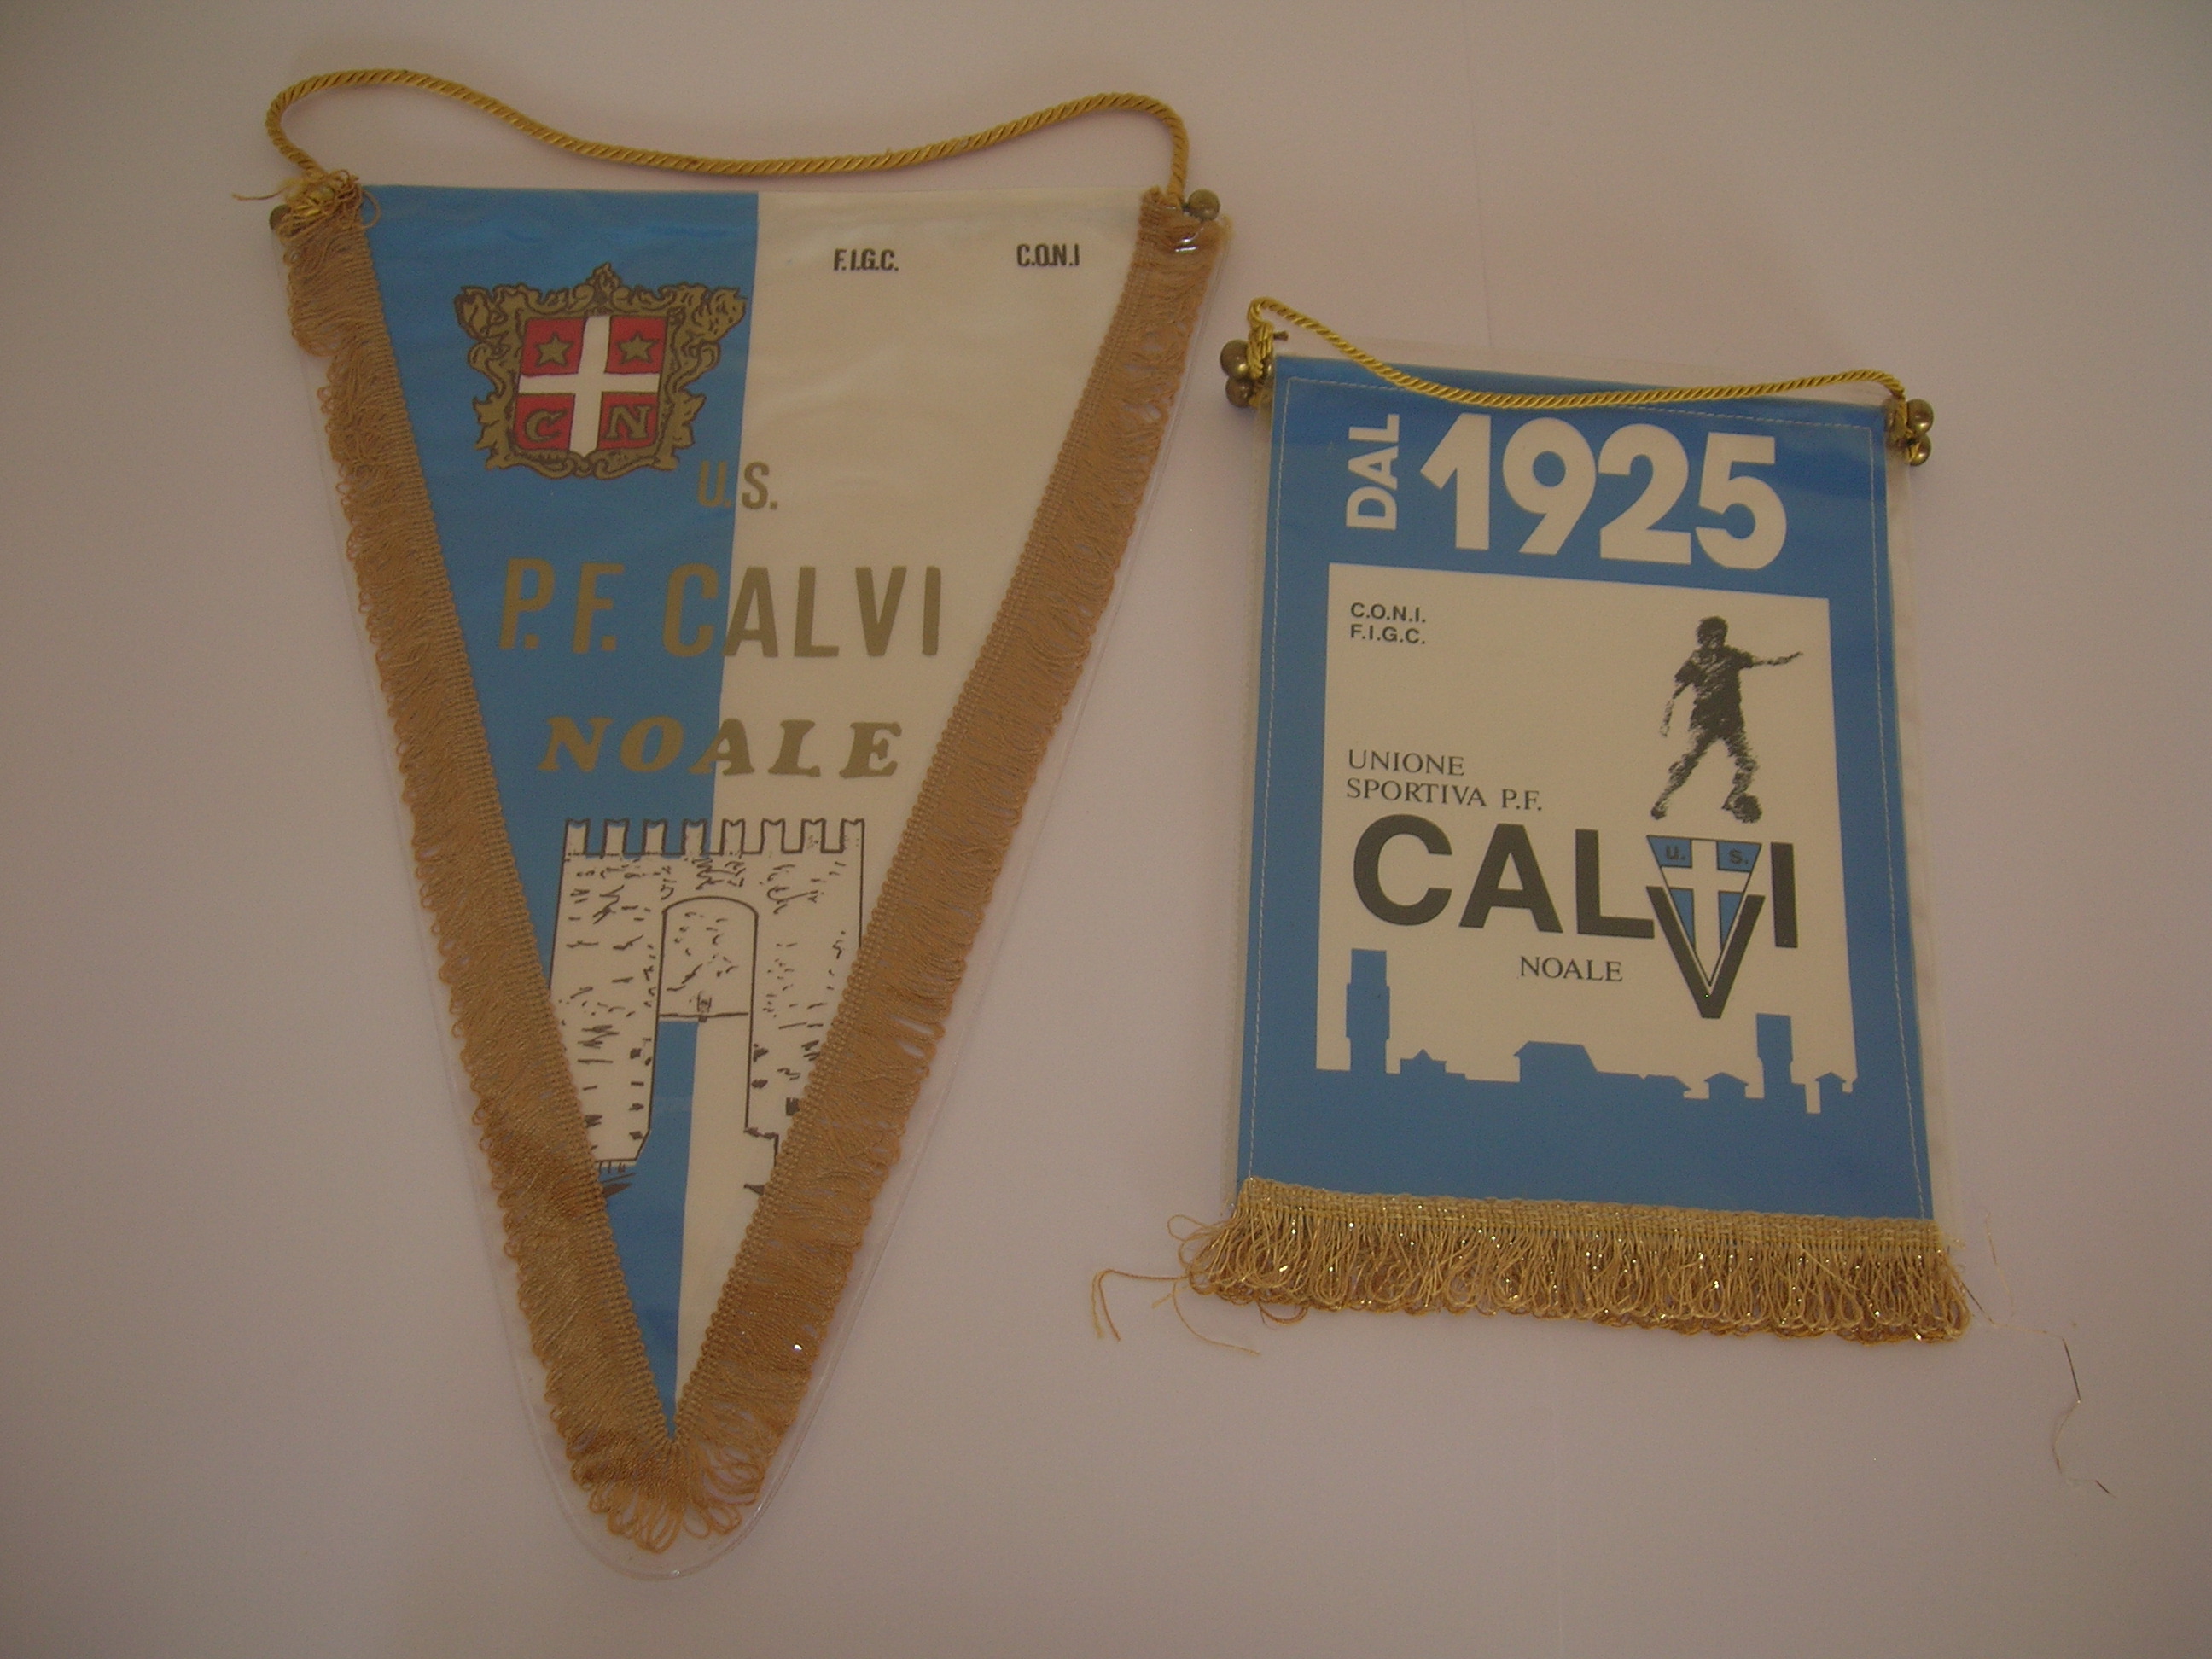 F.I.G.C. C.O.N.I
C N
U.S.
P.F. CALVI
NOALE
DAL 1925
C.O.N.I.
F.I.G.C.
UNIONE
SPORTIVA P.F.
CALVI
u. s.
NOALE